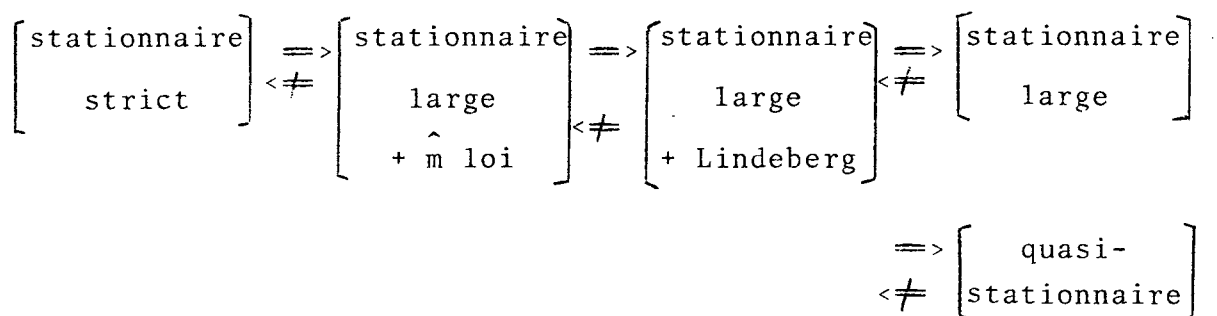 [stationnaire strict] => <≠ [stationnaire large + m̂ loi] => <≠ [stationnaire large + Lindeberg] => <≠ [stationnaire large]
=> <≠ [quasi-stationnaire]